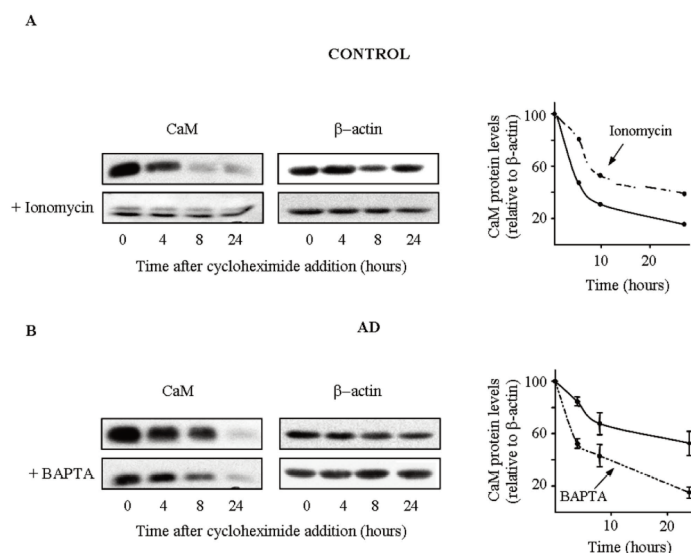 A
CONTROL
CaM
β–actin
+ Ionomycin
0 4 8 24
0 4 8 24
Time after cycloheximide addition (hours)
CaM protein levels
(relative to β-actin)
100
60
20
Ionomycin
10 20
Time (hours)
B
AD
CaM
β–actin
+ BAPTA
0 4 8 24
0 4 8 24
Time after cycloheximide addition (hours)
CaM protein levels
(relative to β-actin)
100
60
20
BAPTA
10 20
Time (hours)